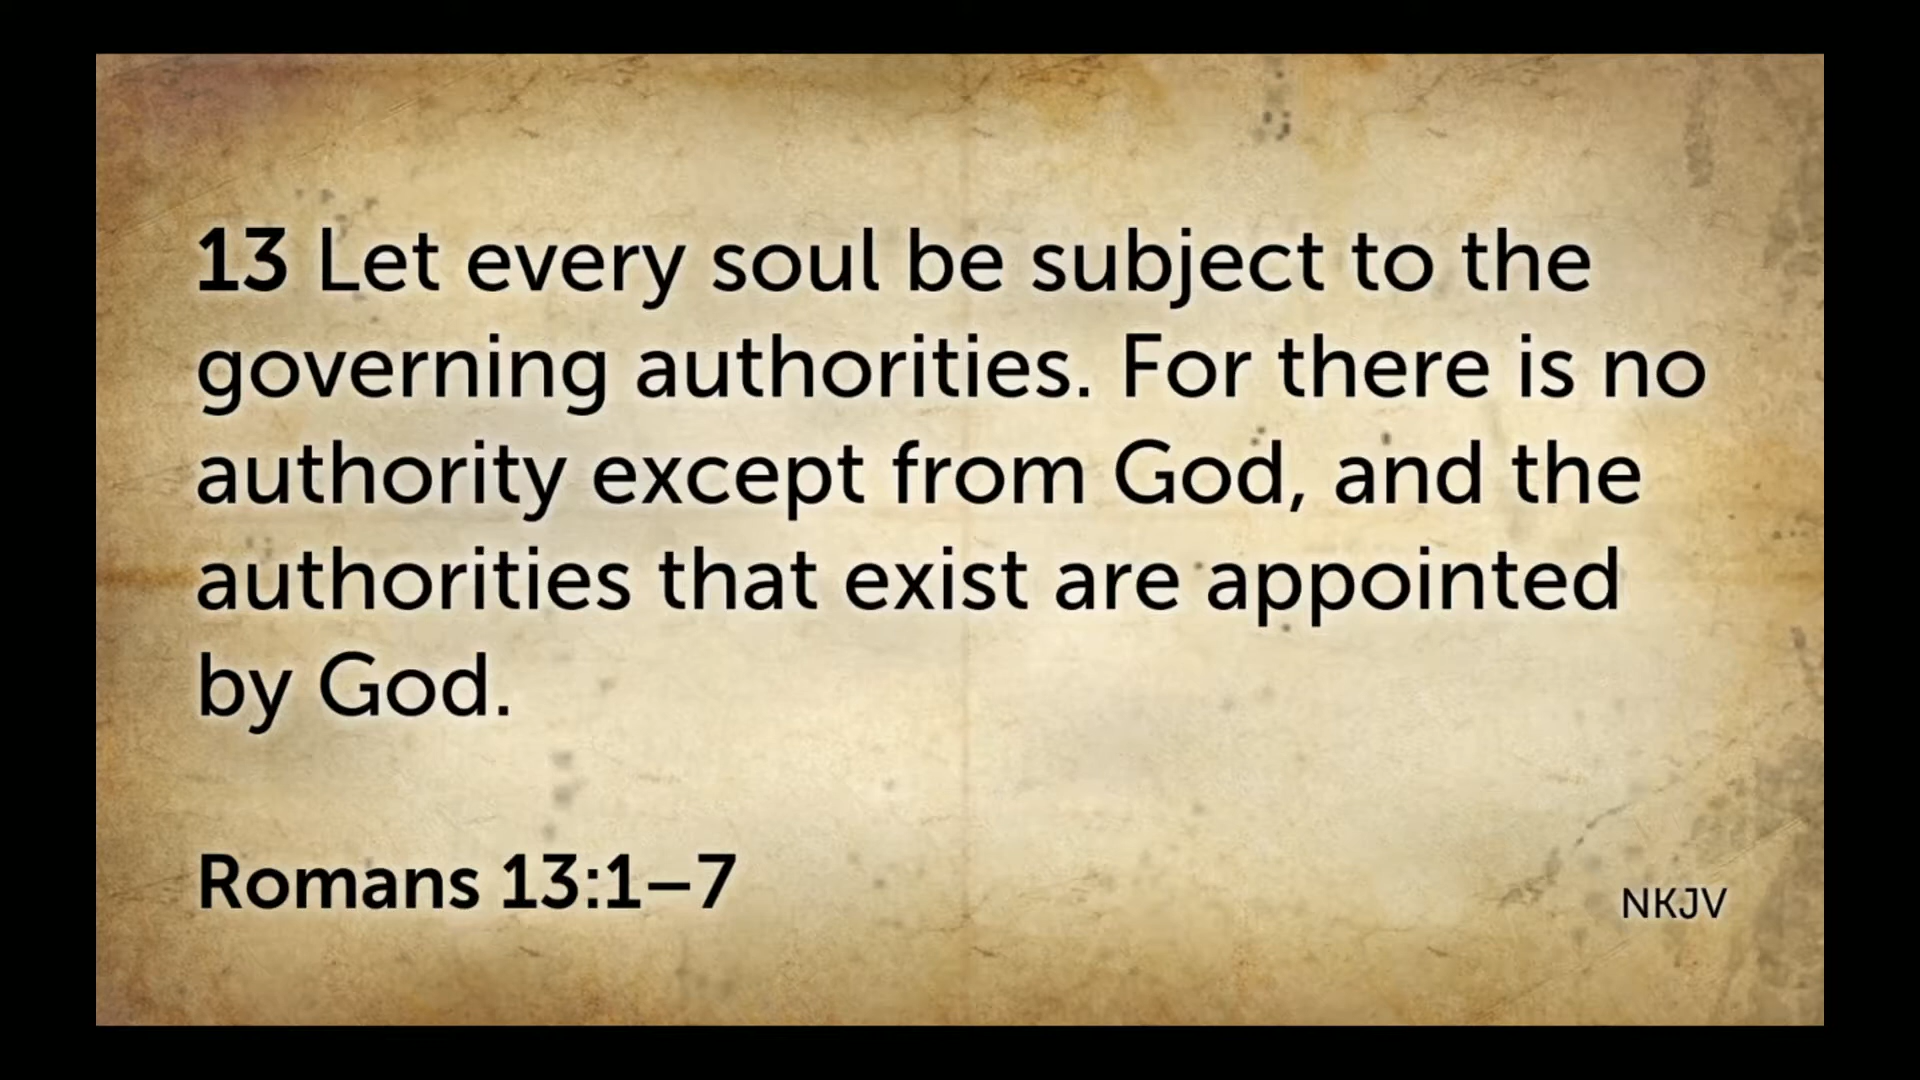 13 Let every soul be subject to the
governing authorities. For there is no
authority except from God, and the
authorities that exist are appointed
by God.
Romans 13:1–7
NKJV